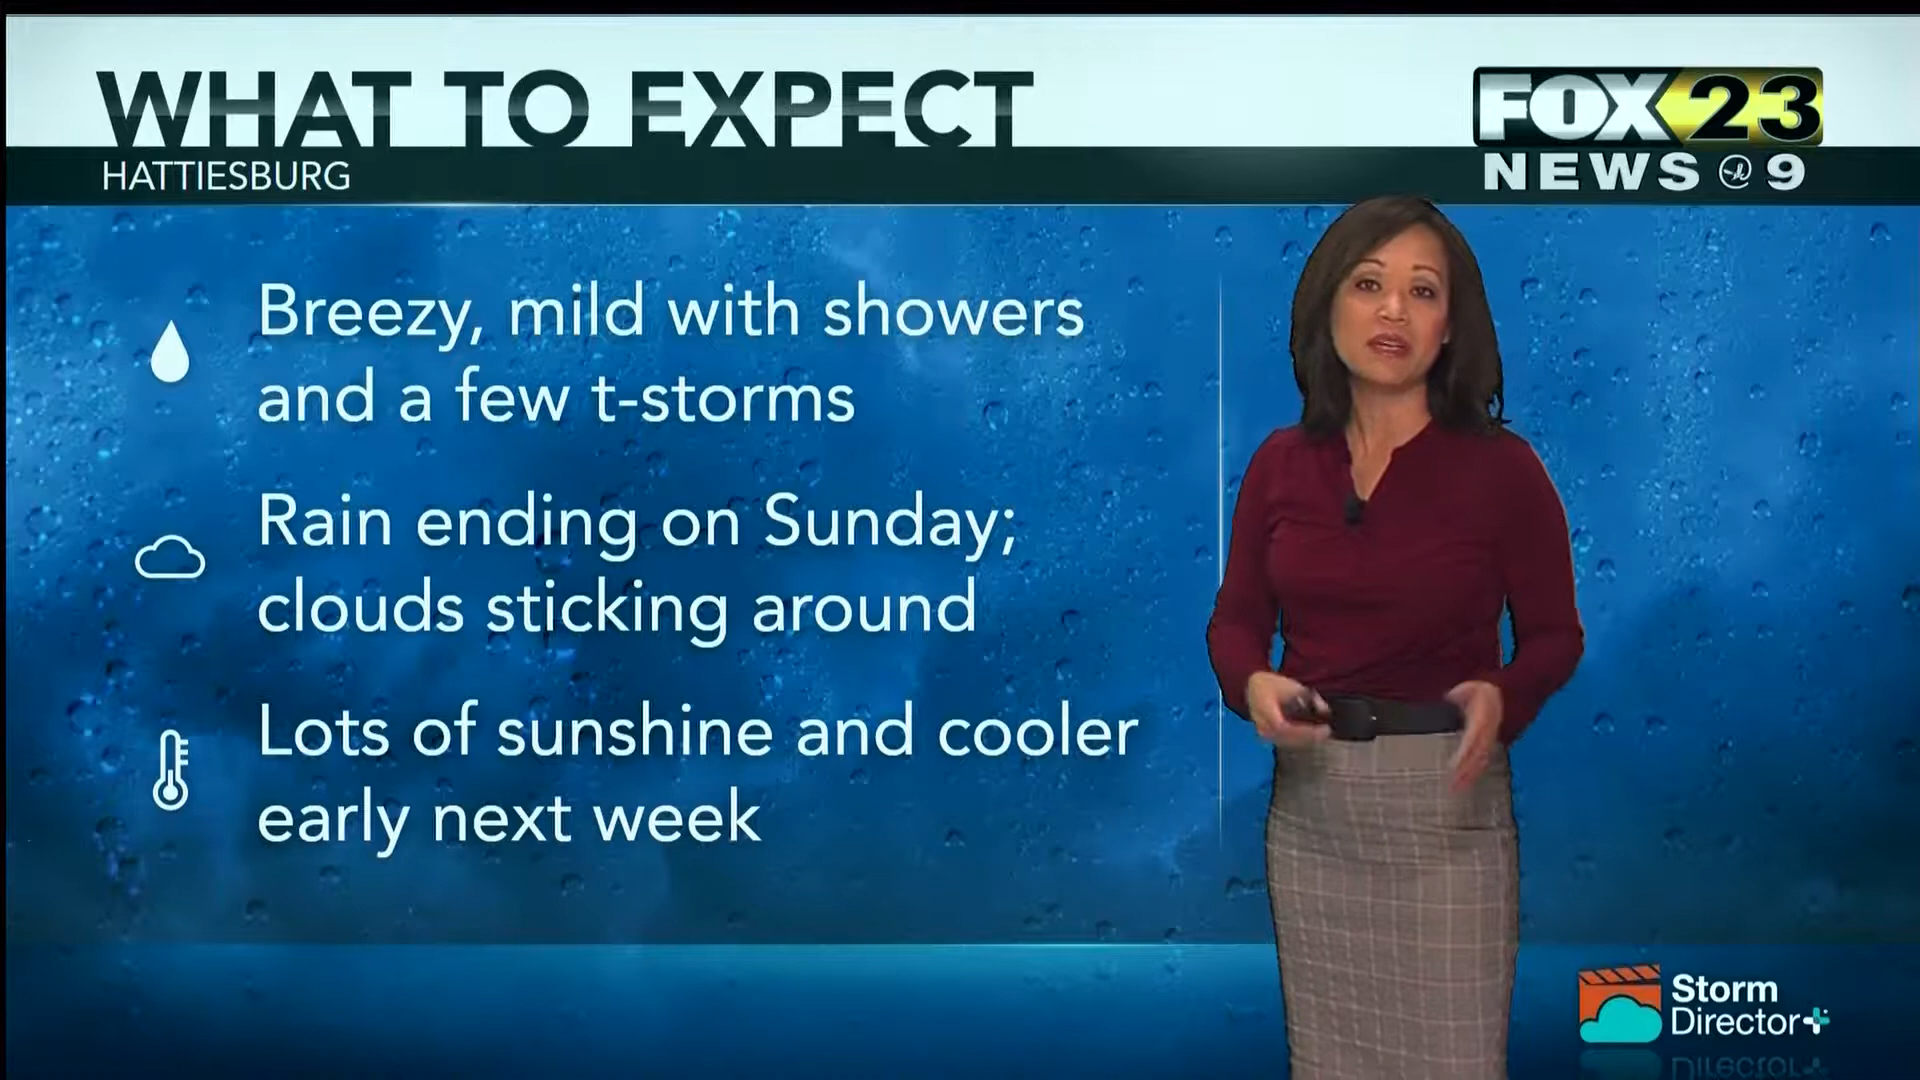 WHAT TO EXPECT
HATTIESBURG
FOX 23
NEWS @ 9
Breezy, mild with showers
and a few t-storms
Rain ending on Sunday;
clouds sticking around
Lots of sunshine and cooler
early next week
Storm
Director+